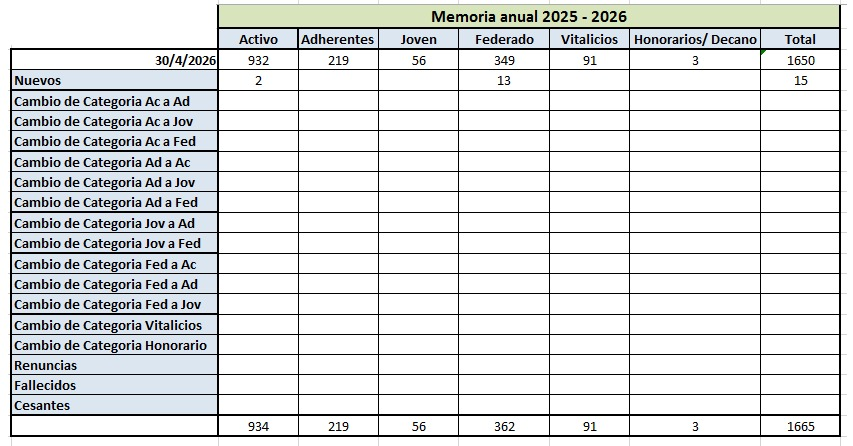 Memoria anual 2025 - 2026
Activo Adherentes Joven Federado Vitalicios Honorarios/ Decano Total
30/4/2026 932 219 56 349 91 3 1650
Nuevos 2 13 15
Cambio de Categoria Ac a Ad
Cambio de Categoria Ac a Jov
Cambio de Categoria Ac a Fed
Cambio de Categoria Ad a Ac
Cambio de Categoria Ad a Jov
Cambio de Categoria Ad a Fed
Cambio de Categoria Jov a Ad
Cambio de Categoria Jov a Fed
Cambio de Categoria Fed a Ac
Cambio de Categoria Fed a Ad
Cambio de Categoria Fed a Jov
Cambio de Categoria Vitalicios
Cambio de Categoria Honorario
Renuncias
Fallecidos
Cesantes
934 219 56 362 91 3 1665